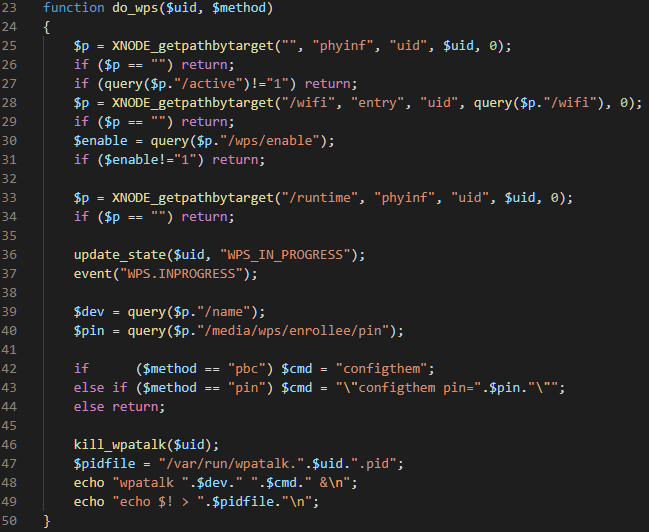 23 function do_wps($uid, $method)
24 {
25     $p = XNODE_getpathbytarget("", "phyinf", "uid", $uid, 0);
26     if ($p == "") return;
27     if (query($p."/active")!="1") return;
28     $p = XNODE_getpathbytarget("/wifi", "entry", "uid", query($p."/wifi"), 0);
29     if ($p == "") return;
30     $enable = query($p."/wps/enable");
31     if ($enable!="1") return;
32
33     $p = XNODE_getpathbytarget("/runtime", "phyinf", "uid", $uid, 0);
34     if ($p == "") return;
35
36     update_state($uid, "WPS_IN_PROGRESS");
37     event("WPS.INPROGRESS");
38
39     $dev = query($p."/name");
40     $pin = query($p."/media/wps/enrollee/pin");
41
42     if      ($method == "pbc") $cmd = "configthem";
43     else if ($method == "pin") $cmd = "\"configthem pin=".$pin."\"";
44     else return;
45
46     kill_wpatalk($uid);
47     $pidfile = "/var/run/wpatalk.".$uid.".pid";
48     echo "wpatalk ".$dev." ".$cmd." &\n";
49     echo "echo $! > ".$pidfile."\n";
50 }